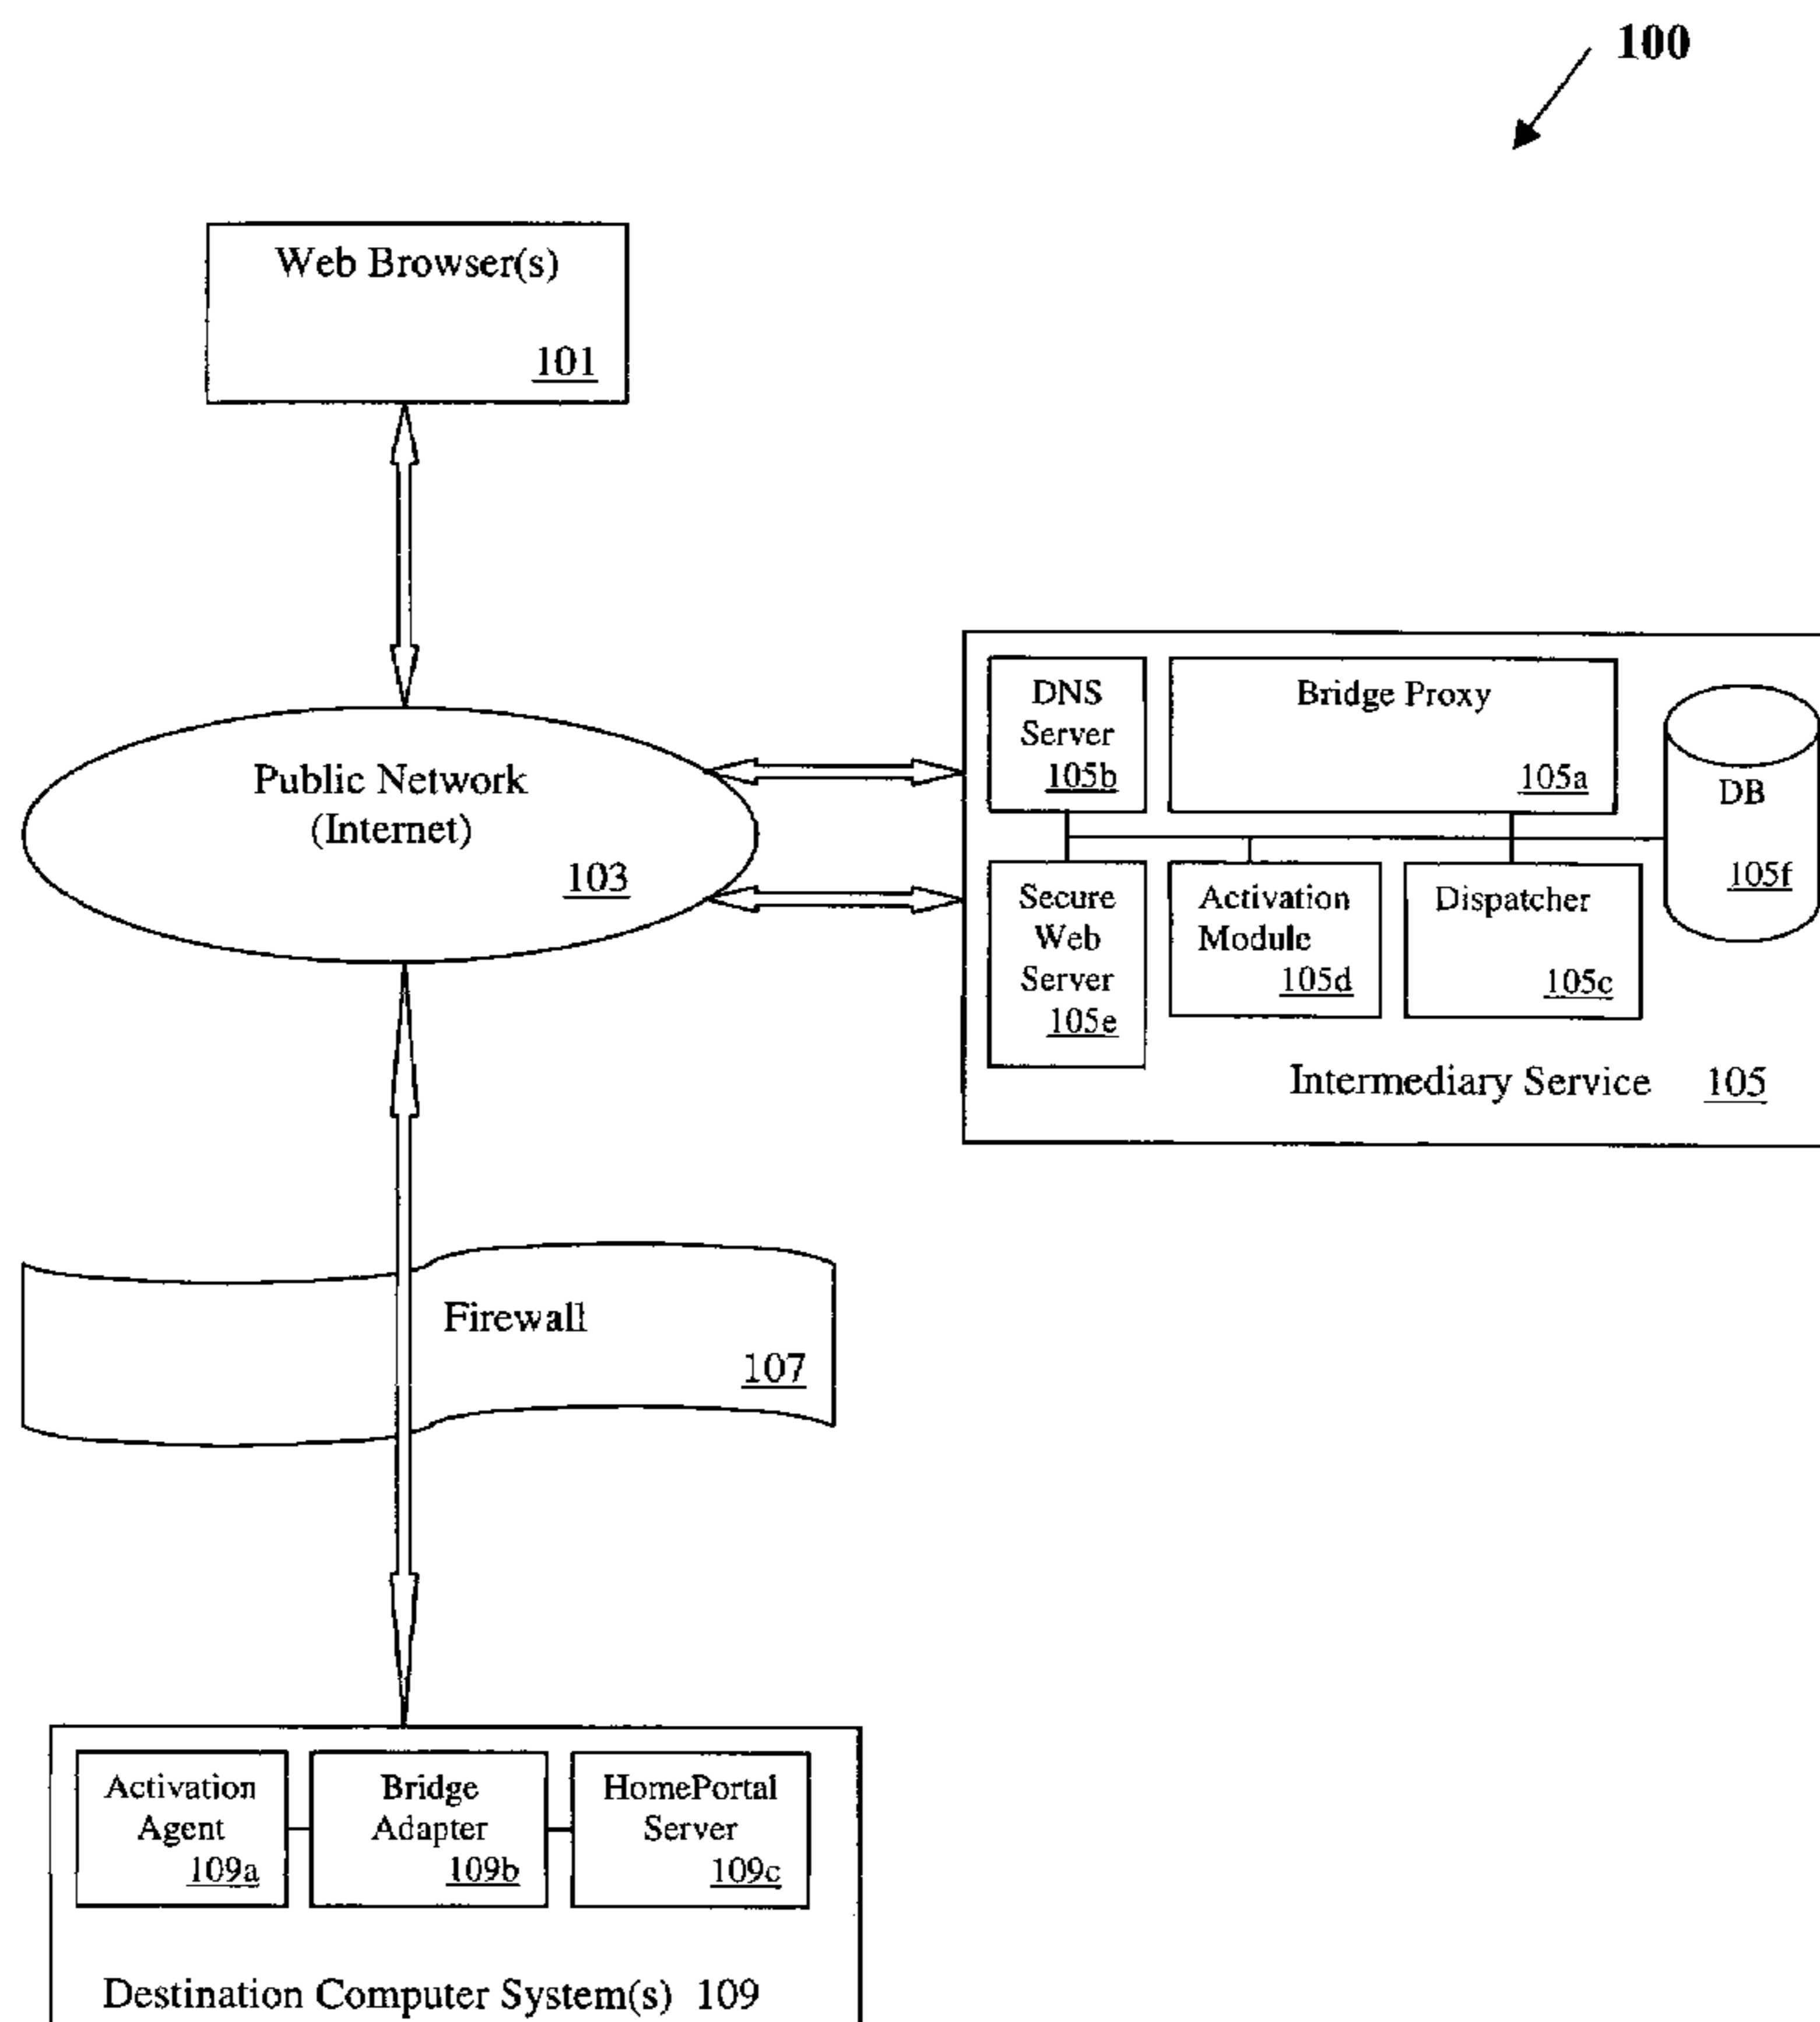 100
Web Browser(s)
101
Public Network
(Internet)
103
DNS
Server
105b
Bridge Proxy
105a
DB
105f
Secure
Web
Server
105e
Activation
Module
105d
Dispatcher
105c
Intermediary Service 105
Firewall
107
Activation
Agent
109a
Bridge
Adapter
109b
HomePortal
Server
109c
Destination Computer System(s) 109